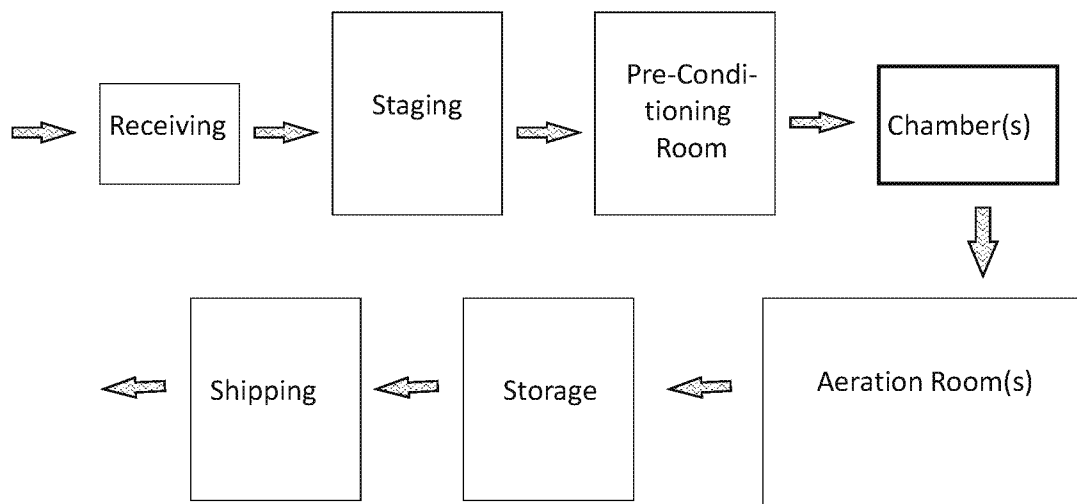 Receiving
Staging
Pre-Condi-
tioning
Room
Chamber(s)
Shipping
Storage
Aeration Room(s)